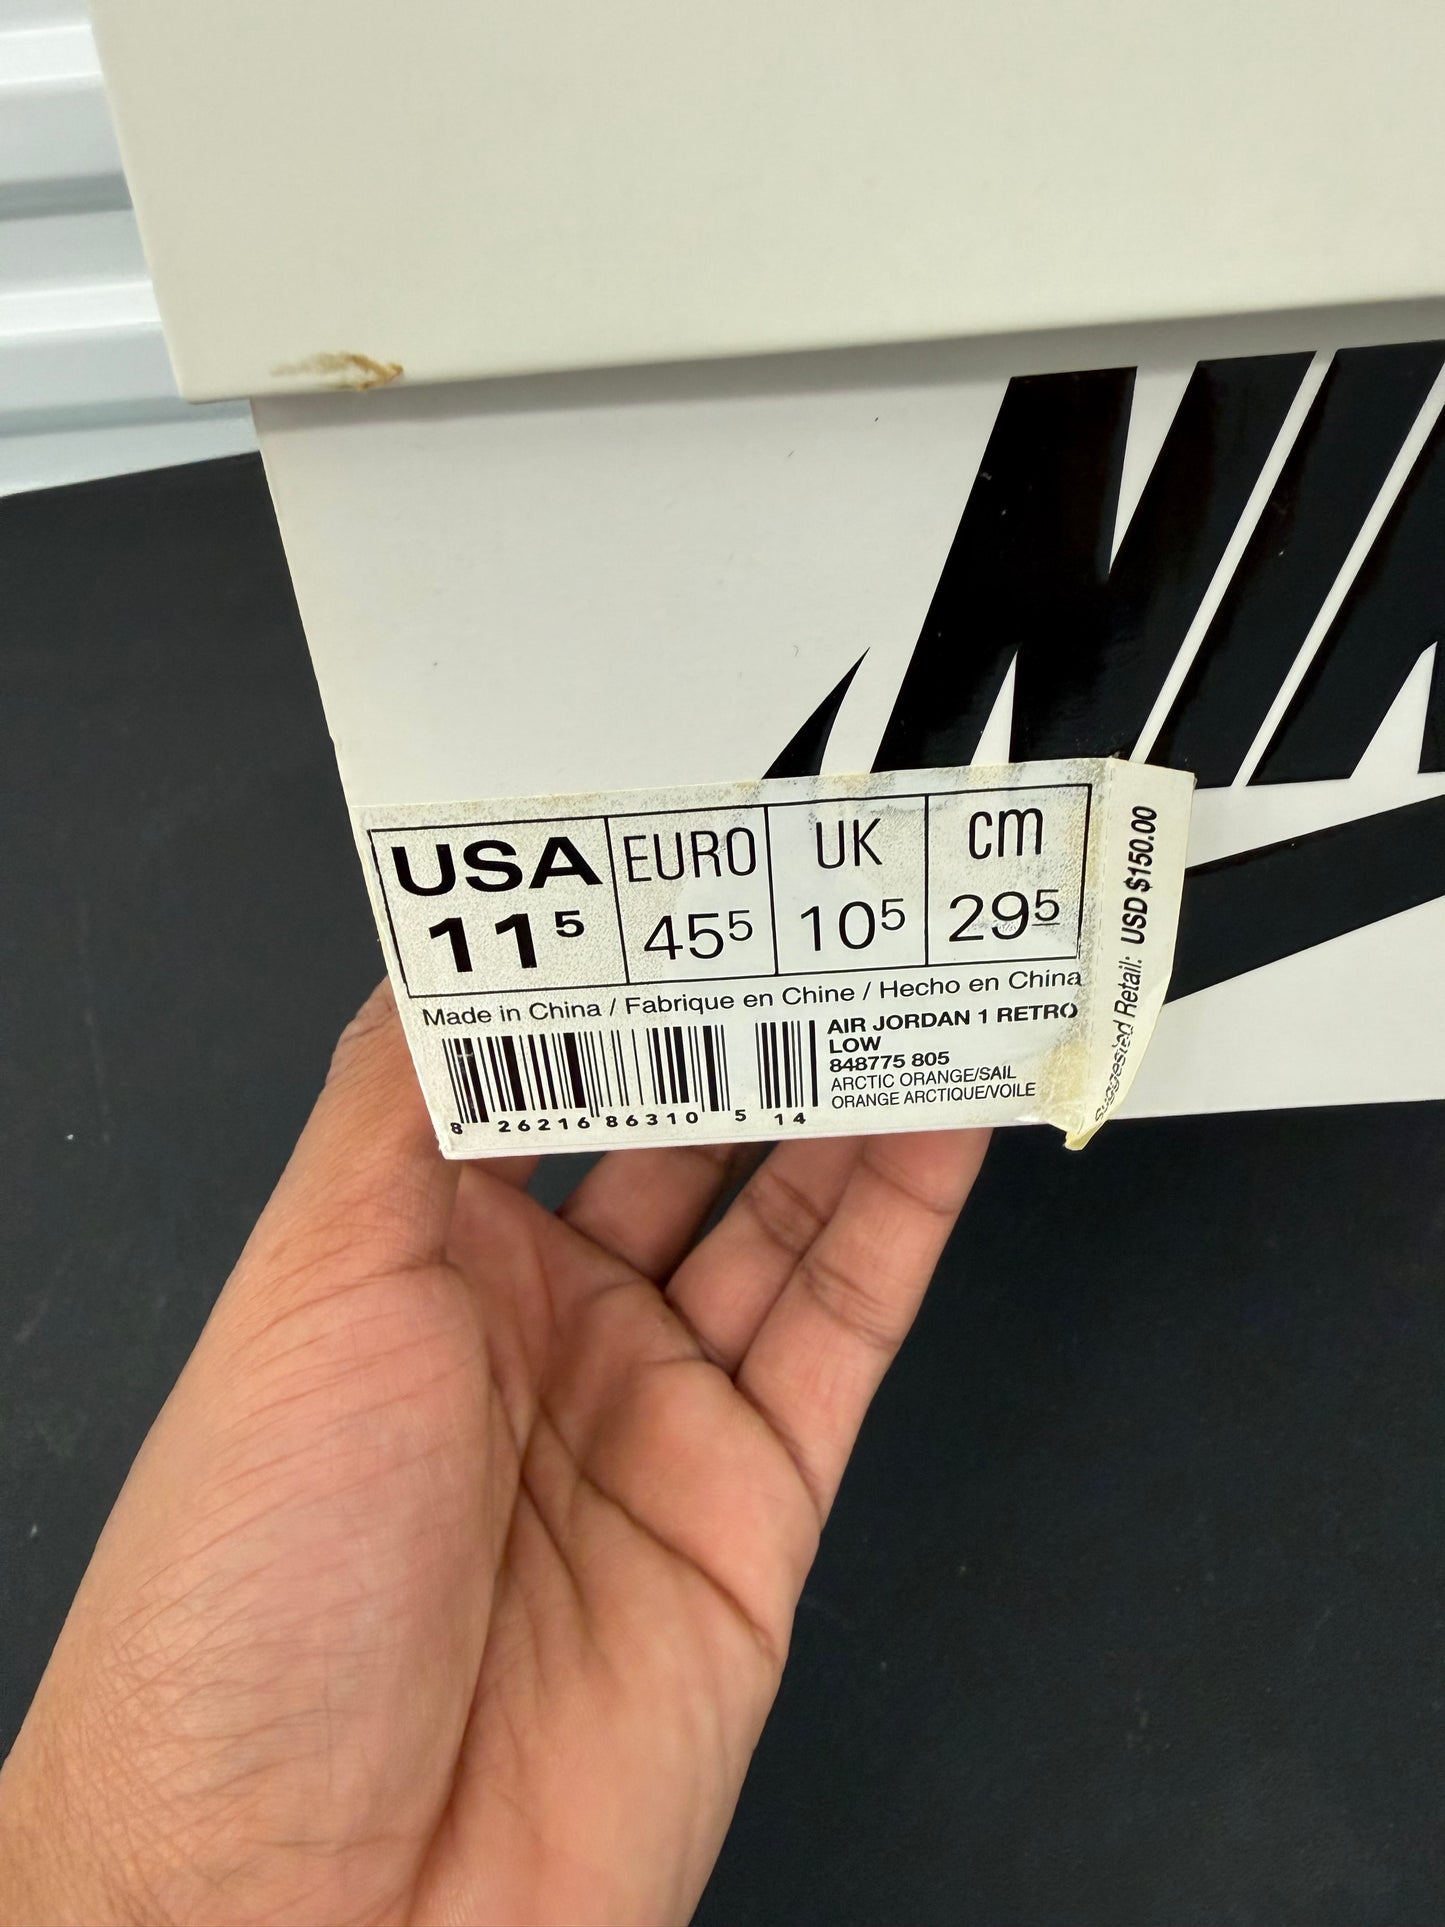 NIK
USA EURO UK cm
11⁵ 45⁵ 10⁵ 29⁵
Made in China / Fabrique en Chine / Hecho en China
AIR JORDAN 1 RETRO
LOW
848775 805
ARCTIC ORANGE/SAIL
ORANGE ARCTIQUE/VOILE
8 26216 86310 5 14
Suggested Retail: USD $150.00